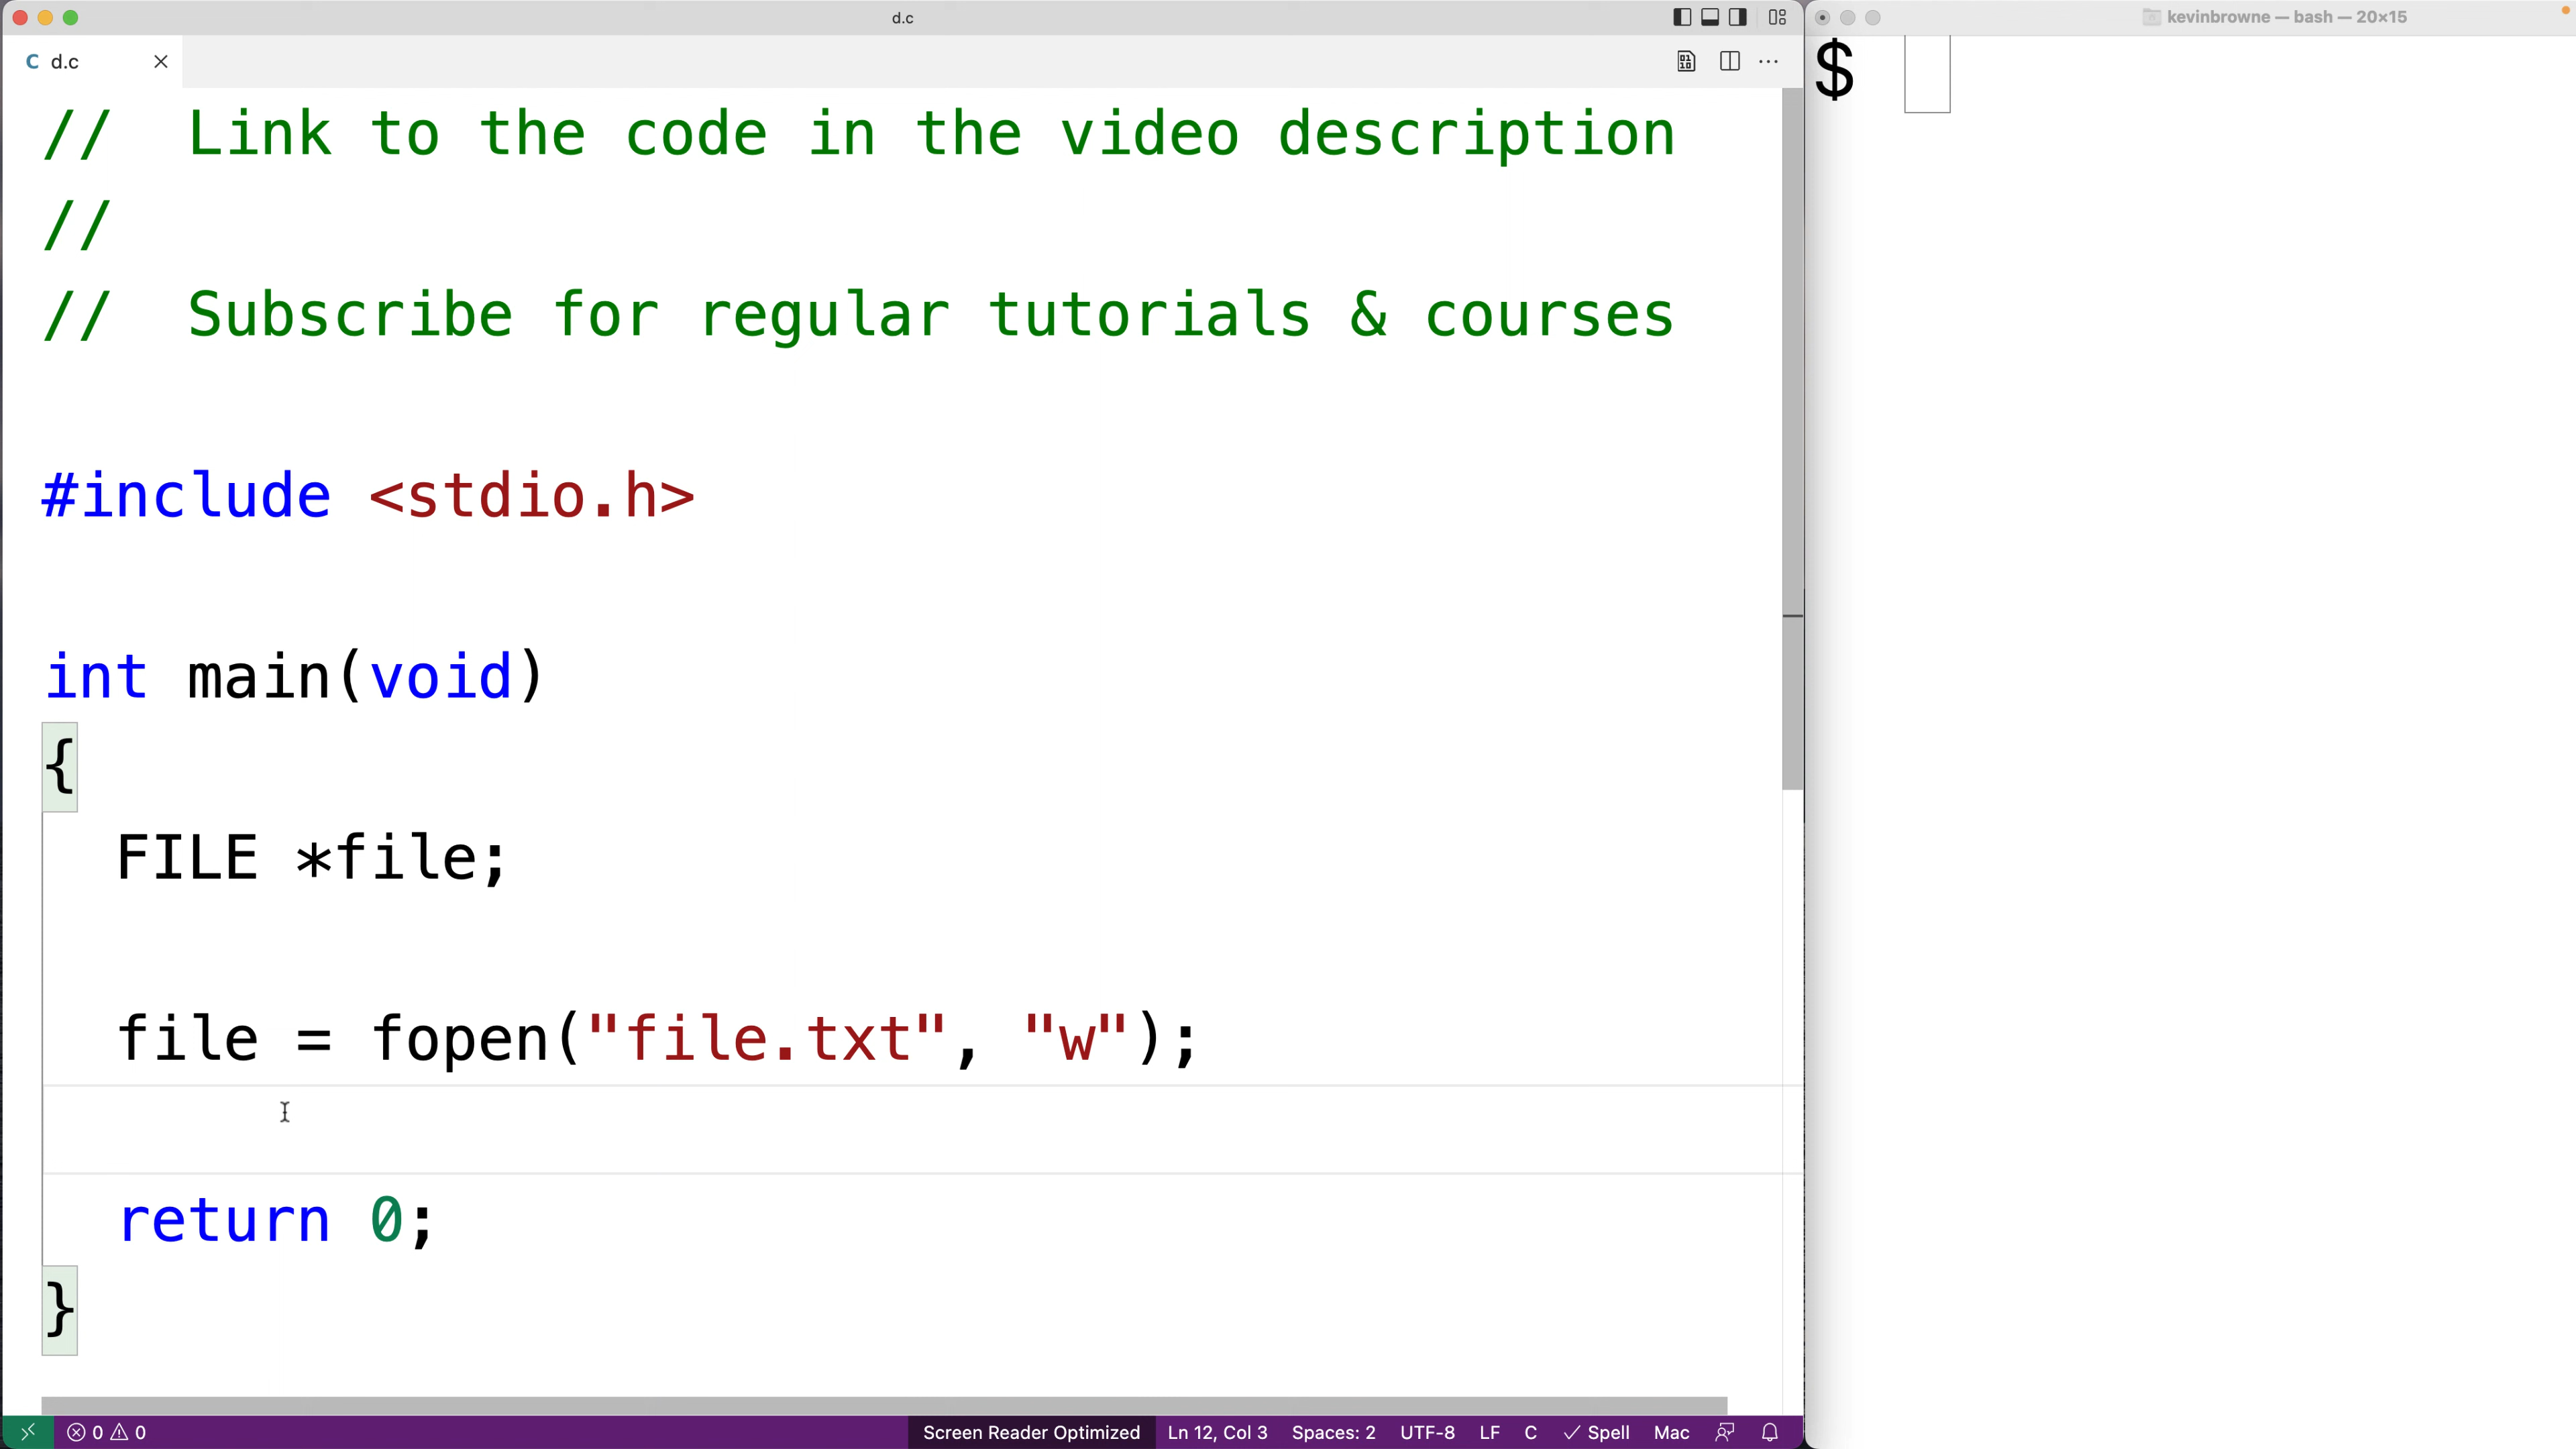 d.c
kevinbrowne — bash — 20×15
C d.c
$
// Link to the code in the video description
//
// Subscribe for regular tutorials & courses
#include <stdio.h>
int main(void)
{
FILE *file;
file = fopen("file.txt", "w");
return 0;
}
0 0 Screen Reader Optimized Ln 12, Col 3 Spaces: 2 UTF-8 LF C Spell Mac